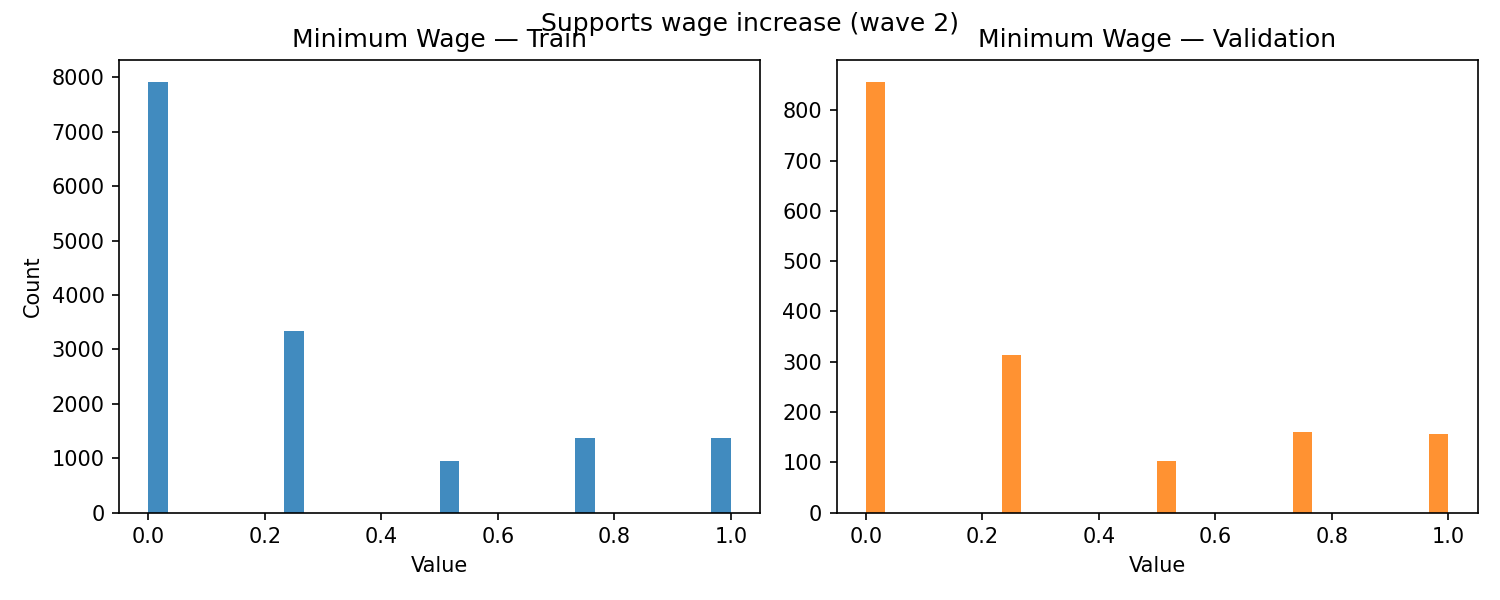 Supports wage increase (wave 2)
Minimum Wage — Train
Minimum Wage — Validation
8000
7000
6000
5000
4000
3000
2000
1000
0
Count
0.0 0.2 0.4 0.6 0.8 1.0
Value
800
700
600
500
400
300
200
100
0
0.0 0.2 0.4 0.6 0.8 1.0
Value